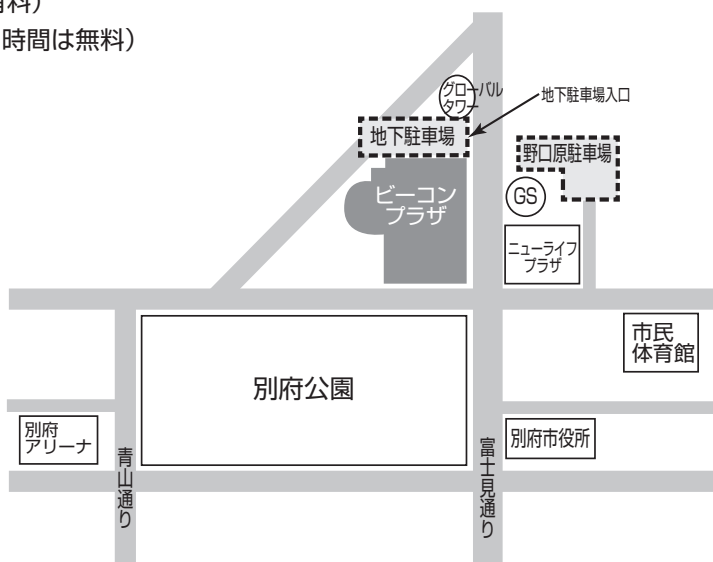 料）
時間は無料）
グローバル
タワー
地下駐車場入口
地下駐車場
野口原駐車場
GS
ビーコン
プラザ
ニューライフ
プラザ
市民
体育館
別府公園
別府
アリーナ
別府市役所
青山通り
富士見通り